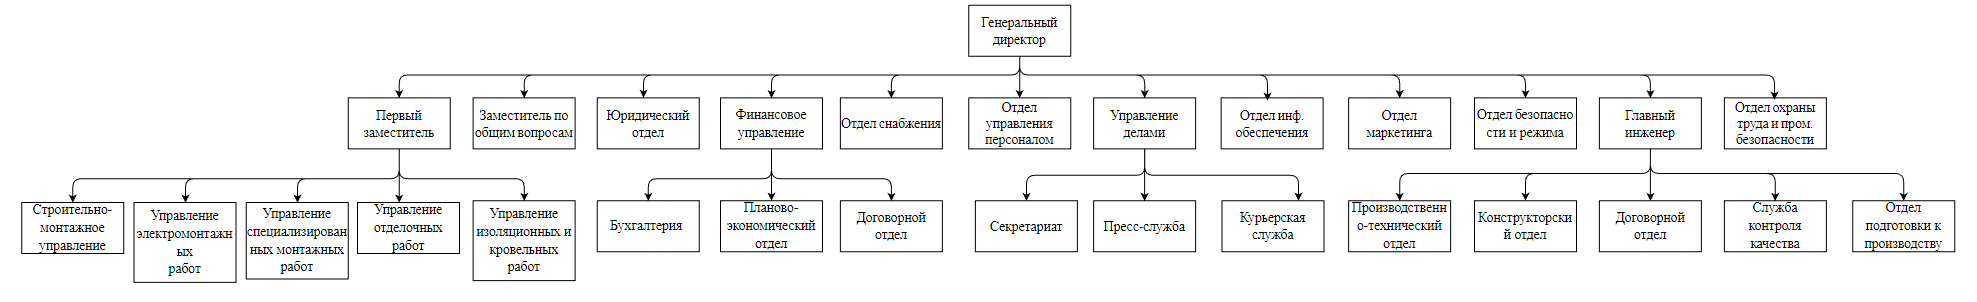 Генеральный
директор
Первый
заместитель
Заместитель по
общим вопросам
Юридический
отдел
Финансовое
управление
Отдел снабжения
Отдел
управления
персоналом
Управление
делами
Отдел инф.
обеспечения
Отдел
маркетинга
Отдел безопасно
сти и режима
Главный
инженер
Отдел охраны
труда и пром.
безопасности
Строительно-
монтажное
управление
Управление
электромонтажн
ых
работ
Управление
специализирован
ных монтажных
работ
Управление
отделочных
работ
Управление
изоляционных и
кровельных
работ
Бухгалтерия
Планово-
экономический
отдел
Договорной
отдел
Секретариат
Пресс-служба
Курьерская
служба
Производственн
о-технический
отдел
Конструкторски
й отдел
Договорной
отдел
Служба
контроля
качества
Отдел
подготовки к
производству